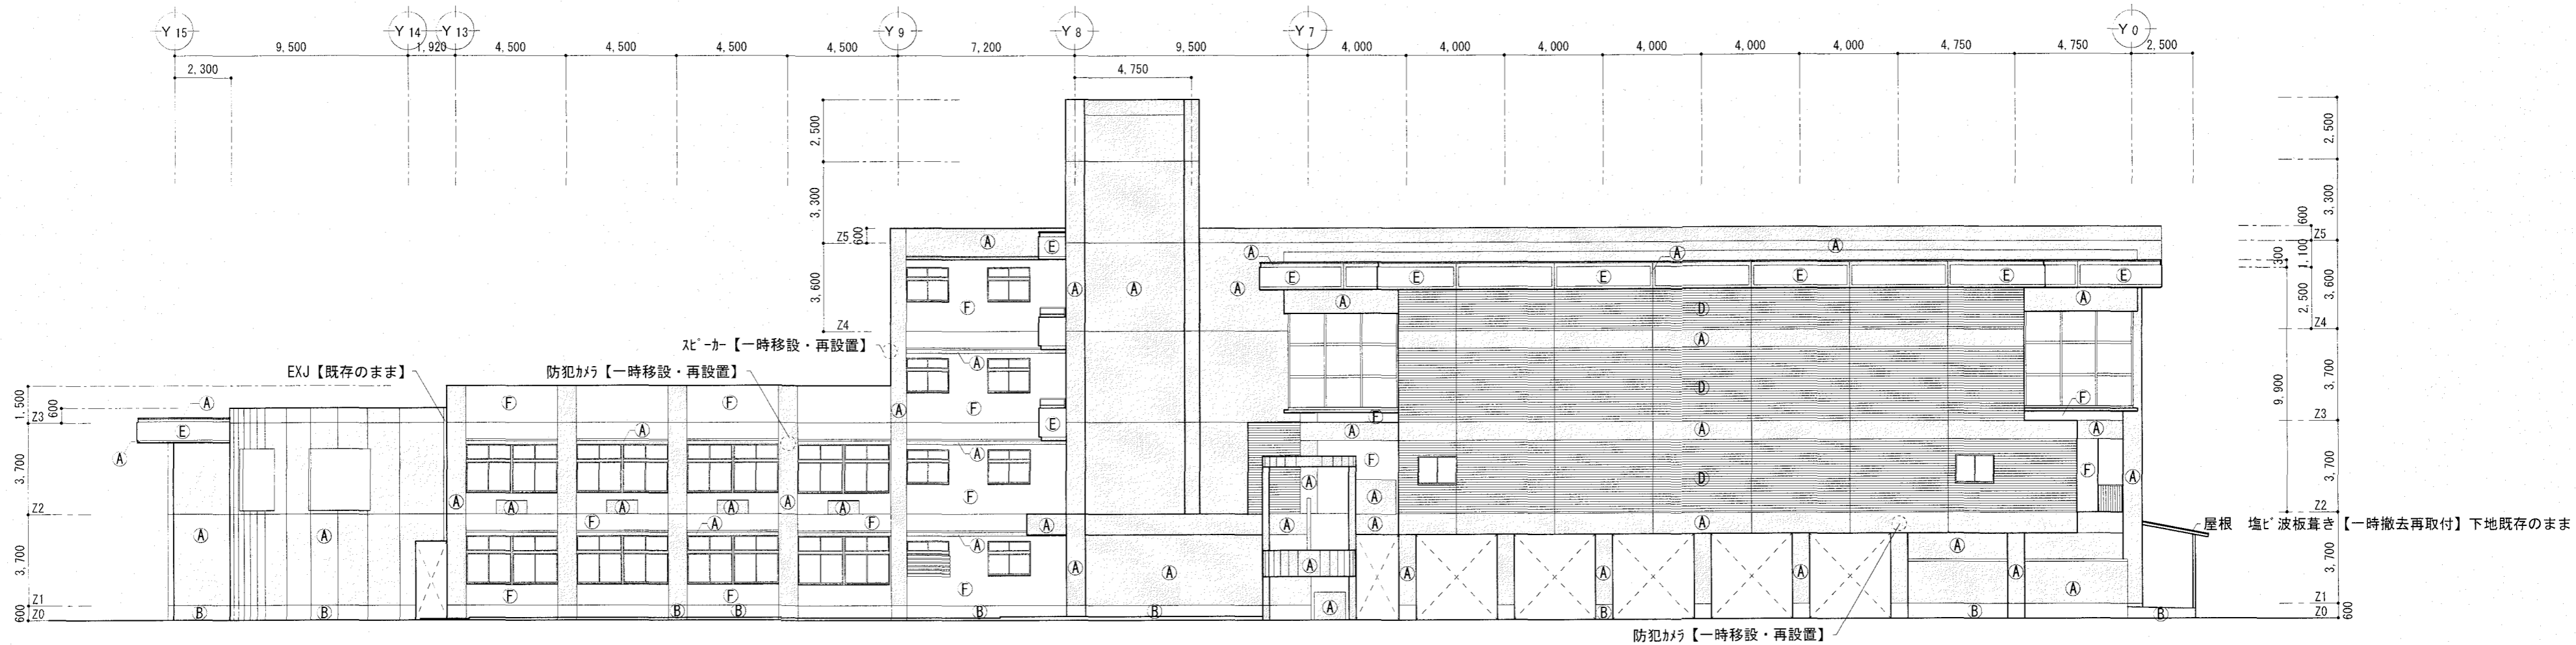 Y15 Y14 Y13 Y9 Y8 Y7 Y0
9,500 1,920 4,500 4,500 4,500 4,500 7,200 9,500 4,000 4,000 4,000 4,000 4,000 4,000 4,750 4,750 2,500
2,300 4,750
2,500 2,500
3,300 3,300
Z5 600 A E A A 600 Z5
A E E E A E E E 300 1,100
3,600 F A A A A A 2,500 3,600
D
Z4 A Z4
スピーカー【一時移設・再設置】
EXJ【既存のまま】 防犯カメラ【一時移設・再設置】 A D 3,700 9,900
1,500 600 A F F A F F F
Z3 E A E A A A Z3
A A F D F A 3,700
3,700 A A A A A A F A A
Z2 F A F A A A A Z2
屋根 塩ビ波板葺き【一時撤去再取付】下地既存のまま
A A A A
3,700 F F F A A A A A A A A A 3,700
Z1 Z1
600 Z0 B B B B B B A B B B Z0 600
防犯カメラ【一時移設・再設置】